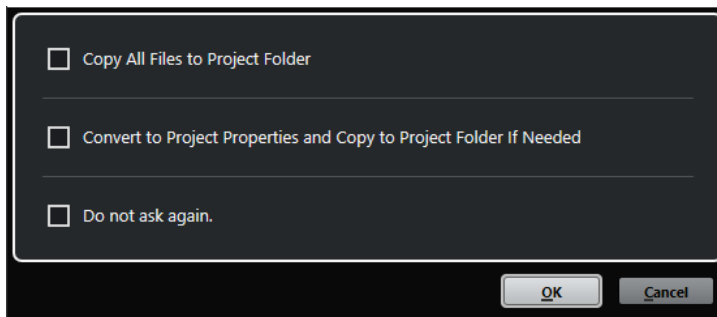 Copy All Files to Project Folder
Convert to Project Properties and Copy to Project Folder If Needed
Do not ask again.
OK Cancel